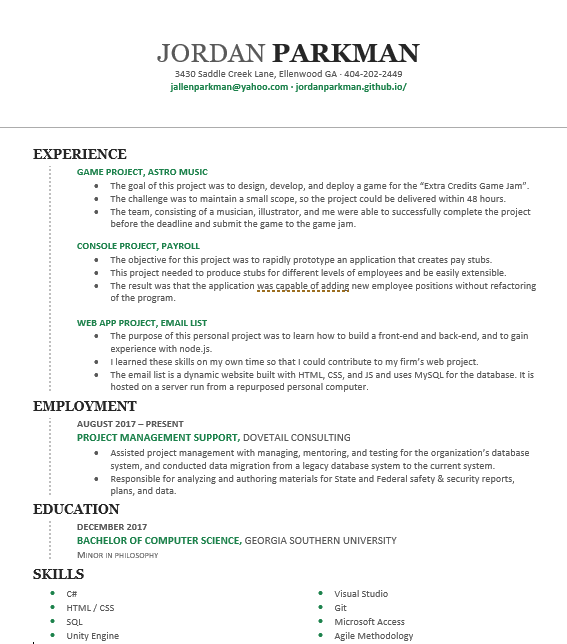 JORDAN PARKMAN
3430 Saddle Creek Lane, Ellenwood GA · 404-202-2449
jallenparkman@yahoo.com · jordanparkman.github.io/
EXPERIENCE
GAME PROJECT, ASTRO MUSIC
• The goal of this project was to design, develop, and deploy a game for the “Extra Credits Game Jam”.
• The challenge was to maintain a small scope, so the project could be delivered within 48 hours.
• The team, consisting of a musician, illustrator, and me were able to successfully complete the project
before the deadline and submit the game to the game jam.
CONSOLE PROJECT, PAYROLL
• The objective for this project was to rapidly prototype an application that creates pay stubs.
• This project needed to produce stubs for different levels of employees and be easily extensible.
• The result was that the application was capable of adding new employee positions without refactoring
of the program.
WEB APP PROJECT, EMAIL LIST
• The purpose of this personal project was to learn how to build a front-end and back-end, and to gain
experience with node.js.
• I learned these skills on my own time so that I could contribute to my firm’s web project.
• The email list is a dynamic website built with HTML, CSS, and JS and uses MySQL for the database. It is
hosted on a server run from a repurposed personal computer.
EMPLOYMENT
AUGUST 2017 – PRESENT
PROJECT MANAGEMENT SUPPORT, DOVETAIL CONSULTING
• Assisted project management with managing, mentoring, and testing for the organization’s database
system, and conducted data migration from a legacy database system to the current system.
• Responsible for analyzing and authoring materials for State and Federal safety & security reports,
plans, and data.
EDUCATION
DECEMBER 2017
BACHELOR OF COMPUTER SCIENCE, GEORGIA SOUTHERN UNIVERSITY
MINOR IN PHILOSOPHY
SKILLS
• C#
• HTML / CSS
• SQL
• Unity Engine
• Visual Studio
• Git
• Microsoft Access
• Agile Methodology